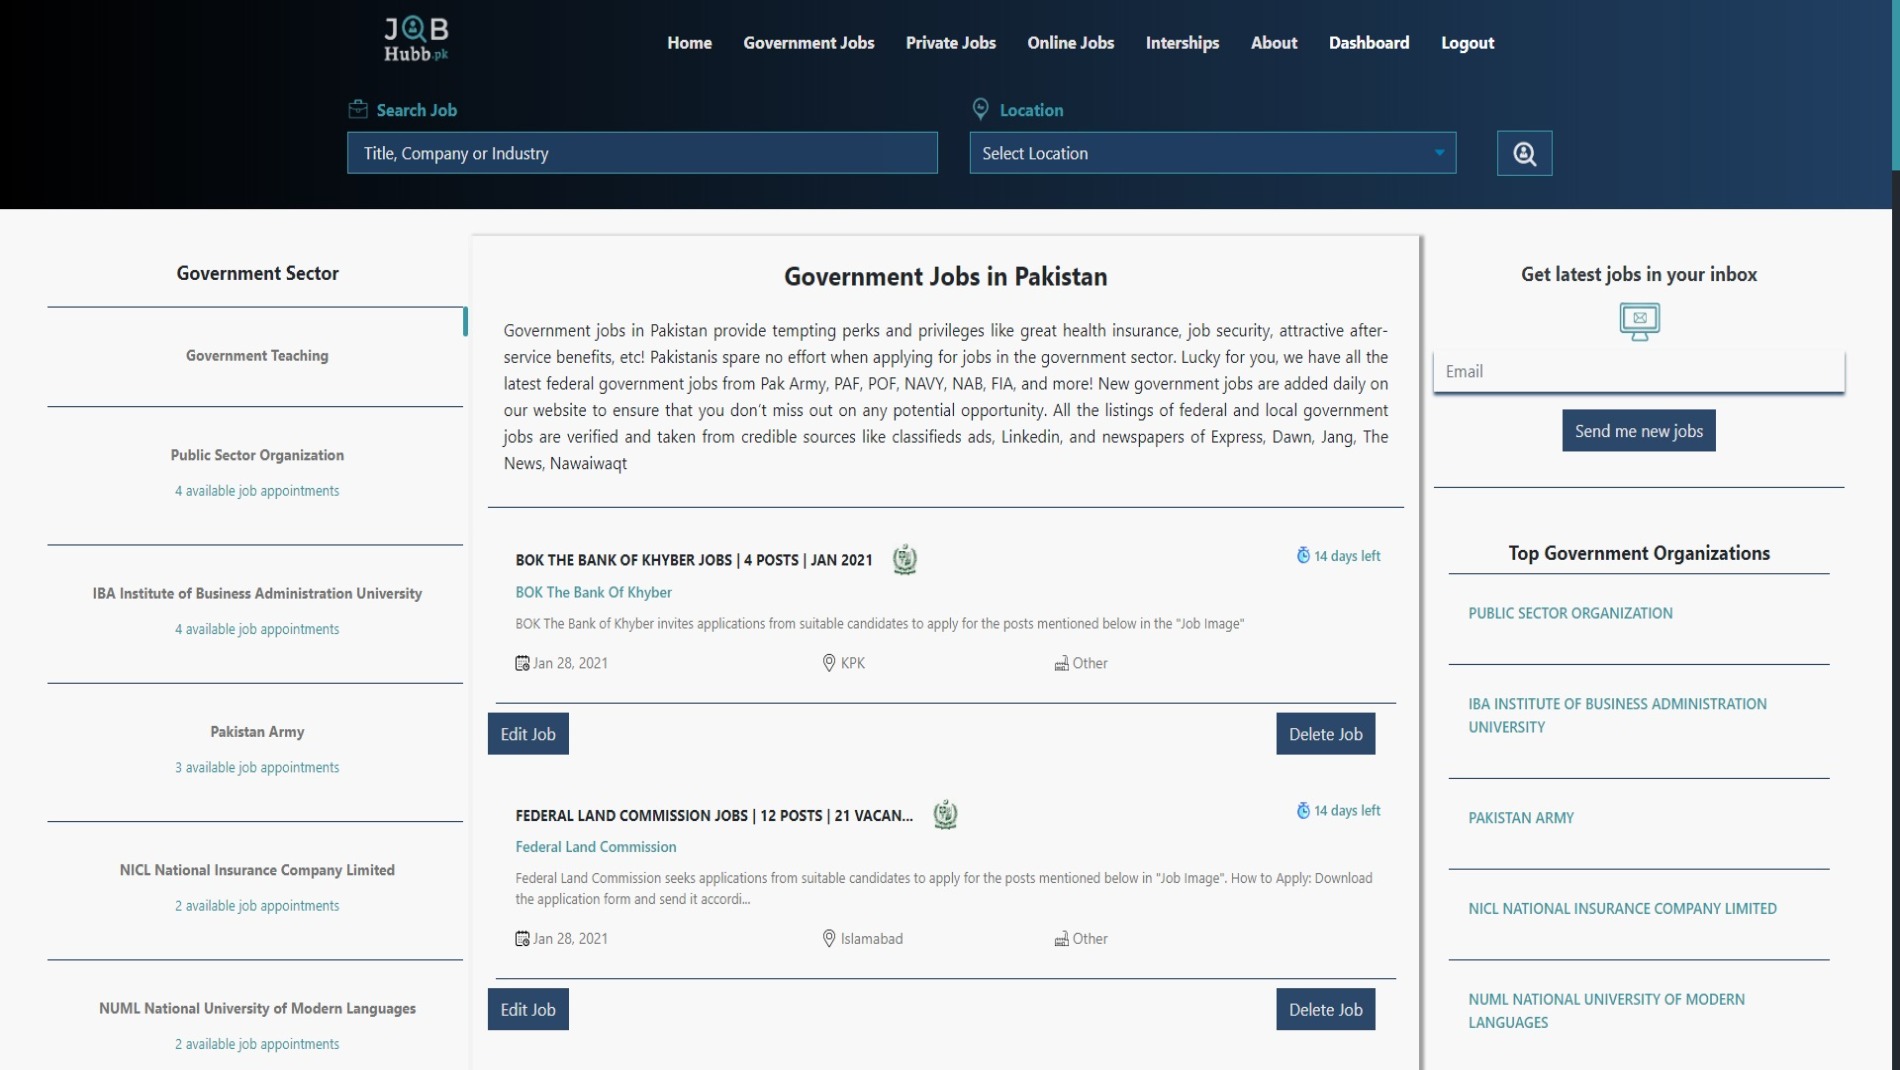 JOB
Hubb.pk
Home
Government Jobs
Private Jobs
Online Jobs
Interships
About
Dashboard
Logout
Search Job
Location
Title, Company or Industry
Select Location
Government Sector
Government Teaching
Public Sector Organization
4 available job appointments
IBA Institute of Business Administration University
4 available job appointments
Pakistan Army
3 available job appointments
NICL National Insurance Company Limited
2 available job appointments
NUML National University of Modern Languages
2 available job appointments
Government Jobs in Pakistan
Government jobs in Pakistan provide tempting perks and privileges like great health insurance, job security, attractive after-
service benefits, etc! Pakistanis spare no effort when applying for jobs in the government sector. Lucky for you, we have all the
latest federal government jobs from Pak Army, PAF, POF, NAVY, NAB, FIA, and more! New government jobs are added daily on
our website to ensure that you don't miss out on any potential opportunity. All the listings of federal and local government
jobs are verified and taken from credible sources like classifieds ads, Linkedin, and newspapers of Express, Dawn, Jang, The
News, Nawaiwaqt
BOK THE BANK OF KHYBER JOBS | 4 POSTS | JAN 2021
14 days left
BOK The Bank Of Khyber
BOK The Bank of Khyber invites applications from suitable candidates to apply for the posts mentioned below in the "Job Image"
Jan 28, 2021
KPK
Other
Edit Job
Delete Job
FEDERAL LAND COMMISSION JOBS | 12 POSTS | 21 VACAN...
14 days left
Federal Land Commission
Federal Land Commission seeks applications from suitable candidates to apply for the posts mentioned below in "Job Image". How to Apply: Download
the application form and send it accordi...
Jan 28, 2021
Islamabad
Other
Edit Job
Delete Job
Get latest jobs in your inbox
Email
Send me new jobs
Top Government Organizations
PUBLIC SECTOR ORGANIZATION
IBA INSTITUTE OF BUSINESS ADMINISTRATION
UNIVERSITY
PAKISTAN ARMY
NICL NATIONAL INSURANCE COMPANY LIMITED
NUML NATIONAL UNIVERSITY OF MODERN
LANGUAGES